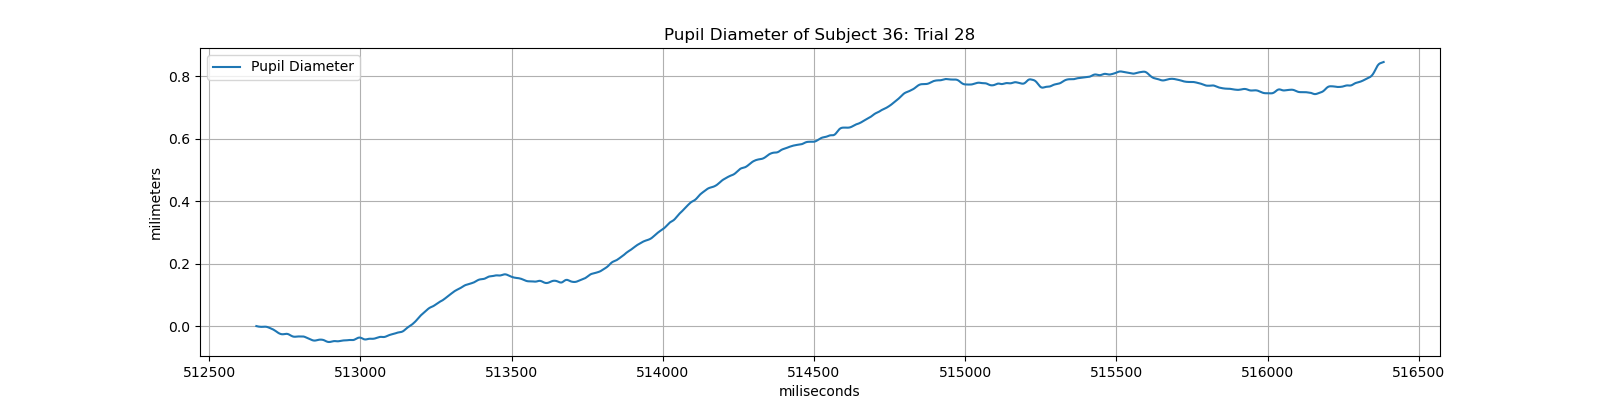 Pupil Diameter of Subject 36: Trial 28
Pupil Diameter
milimeters
0.8
0.6
0.4
0.2
0.0
512500 513000 513500 514000 514500 515000 515500 516000 516500
miliseconds